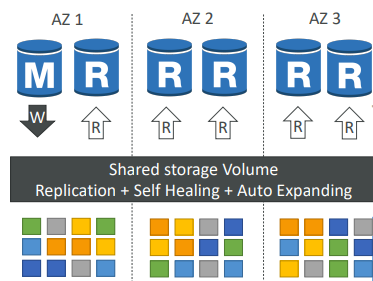 AZ 1 AZ 2 AZ 3
M R R R R R
W R R R R R
Shared storage Volume
Replication + Self Healing + Auto Expanding